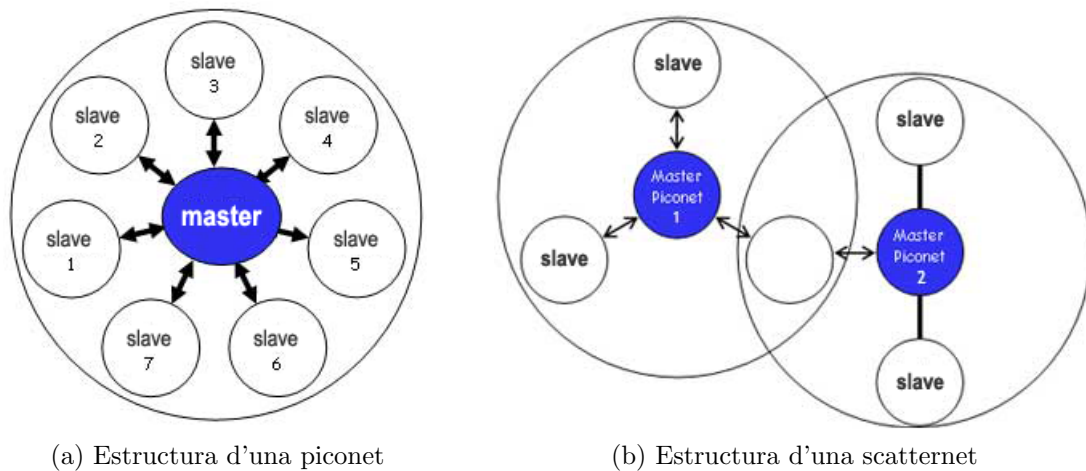 slave
3
slave
2
slave
4
master
slave
1
slave
5
slave
7
slave
6
(a) Estructura d'una piconet
slave
Master
Piconet
1
slave
slave
Master
Piconet
2
slave
(b) Estructura d'una scatternet